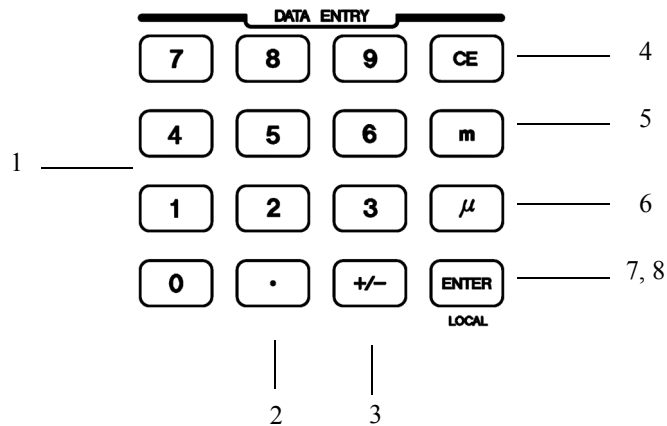 DATA ENTRY
7 8 9 CE 4
4 5 6 m 5
1
1 2 3 μ 6
0 . +/− ENTER 7, 8
LOCAL
2 3